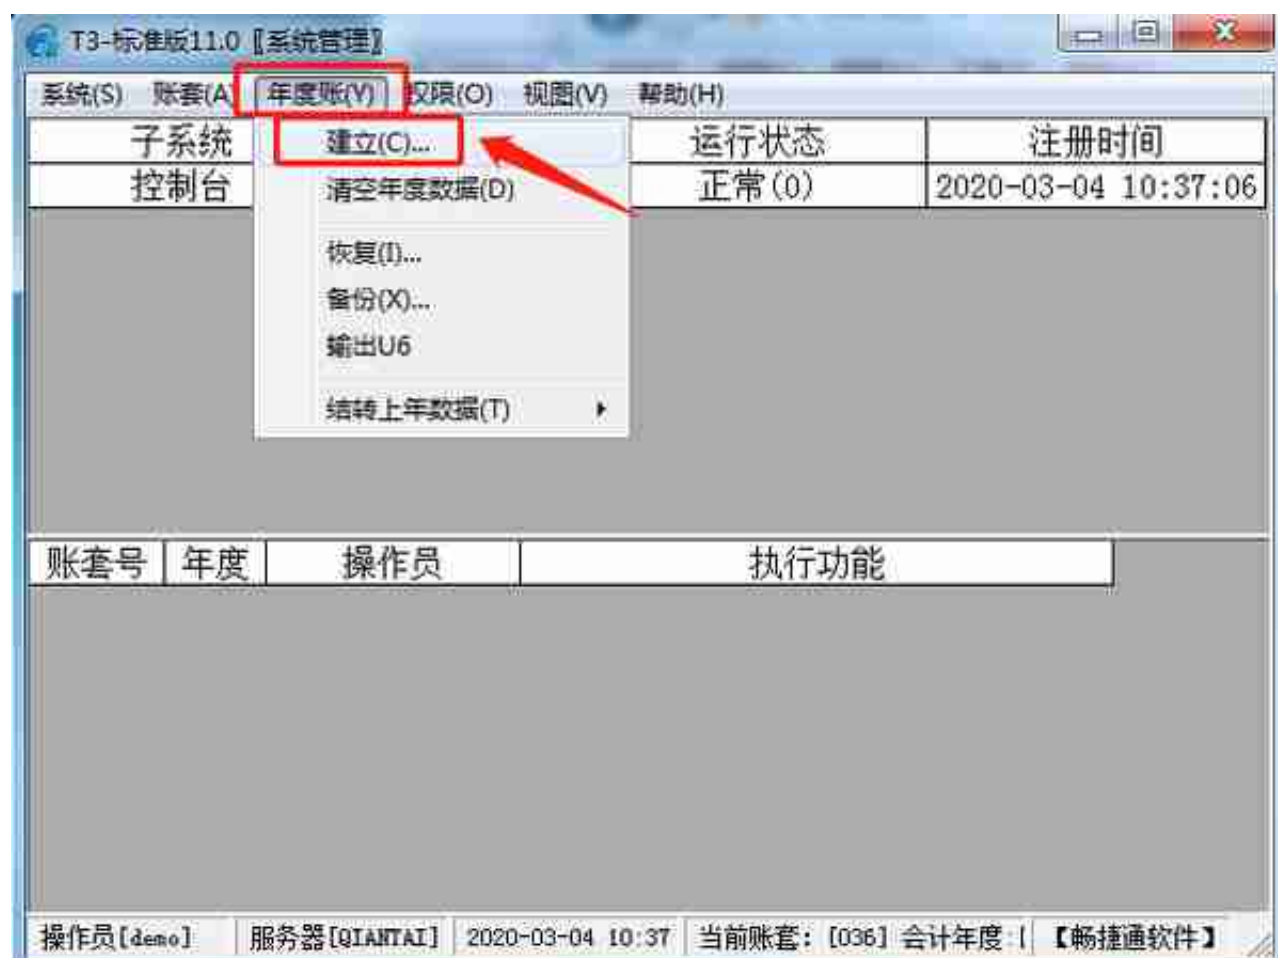 T3-标准版11.0〖系统管理〗
系统(S) 账套(A 年度账(Y) 权限(O) 视图(V) 帮助(H)
子系统 运行状态 注册时间
控制台 正常(0) 2020-03-04 10:37:06
建立(C)...
清空年度数据(D)
恢复(I)...
备份(X)...
输出U6
结转上年数据(T)
账套号 年度 操作员 执行功能
操作员[demo] 服务器[QIANTAI] 2020-03-04 10:37 当前账套: [036] 会计年度:[ 【畅捷通软件】